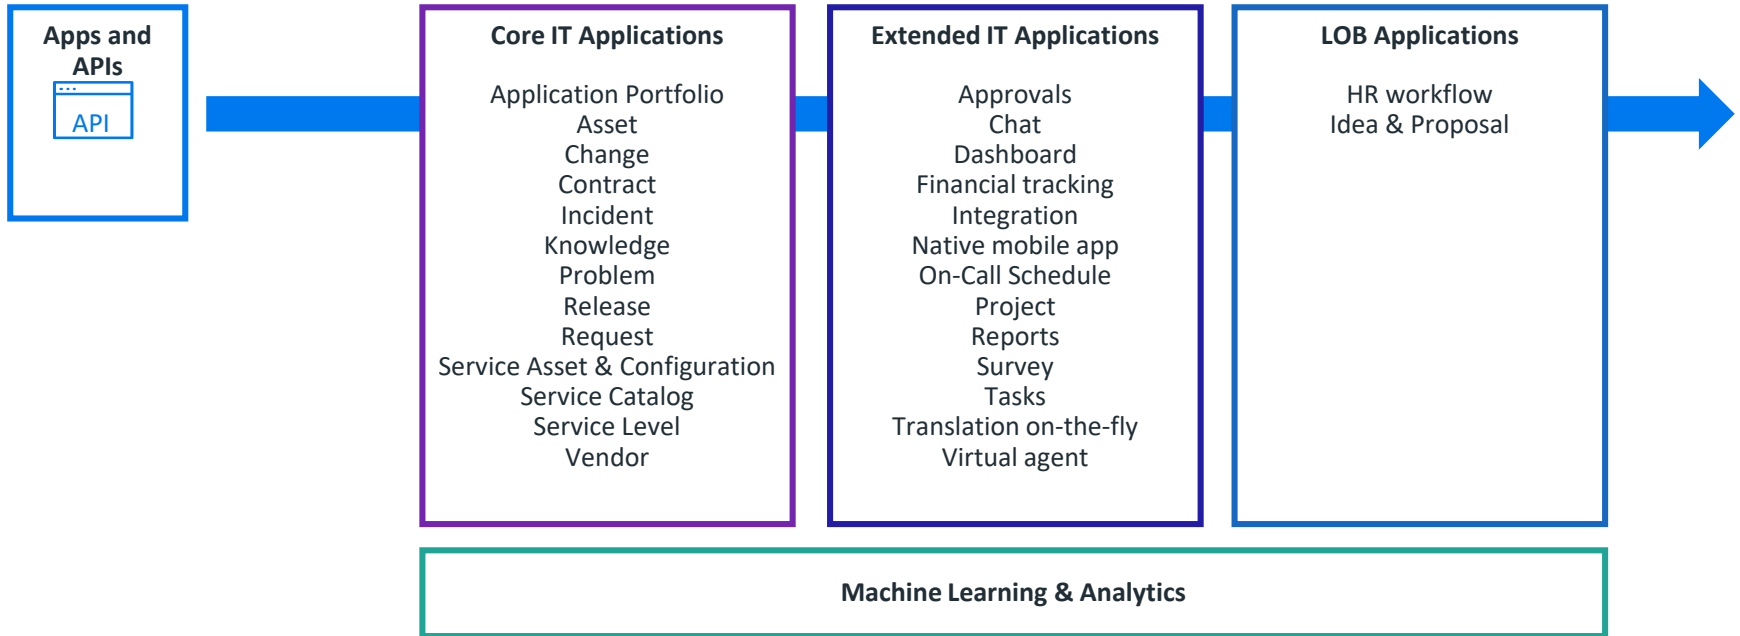 Apps and
APIs
API
Core IT Applications
Application Portfolio
Asset
Change
Contract
Incident
Knowledge
Problem
Release
Request
Service Asset & Configuration
Service Catalog
Service Level
Vendor
Extended IT Applications
Approvals
Chat
Dashboard
Financial tracking
Integration
Native mobile app
On-Call Schedule
Project
Reports
Survey
Tasks
Translation on-the-fly
Virtual agent
LOB Applications
HR workflow
Idea & Proposal
Machine Learning & Analytics